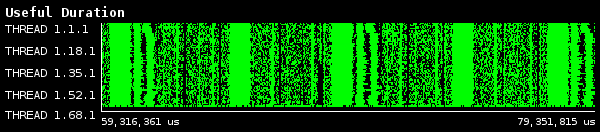 Useful Duration
THREAD 1.1.1
THREAD 1.18.1
THREAD 1.35.1
THREAD 1.52.1
THREAD 1.68.1
59,316,361 us
79,351,815 us